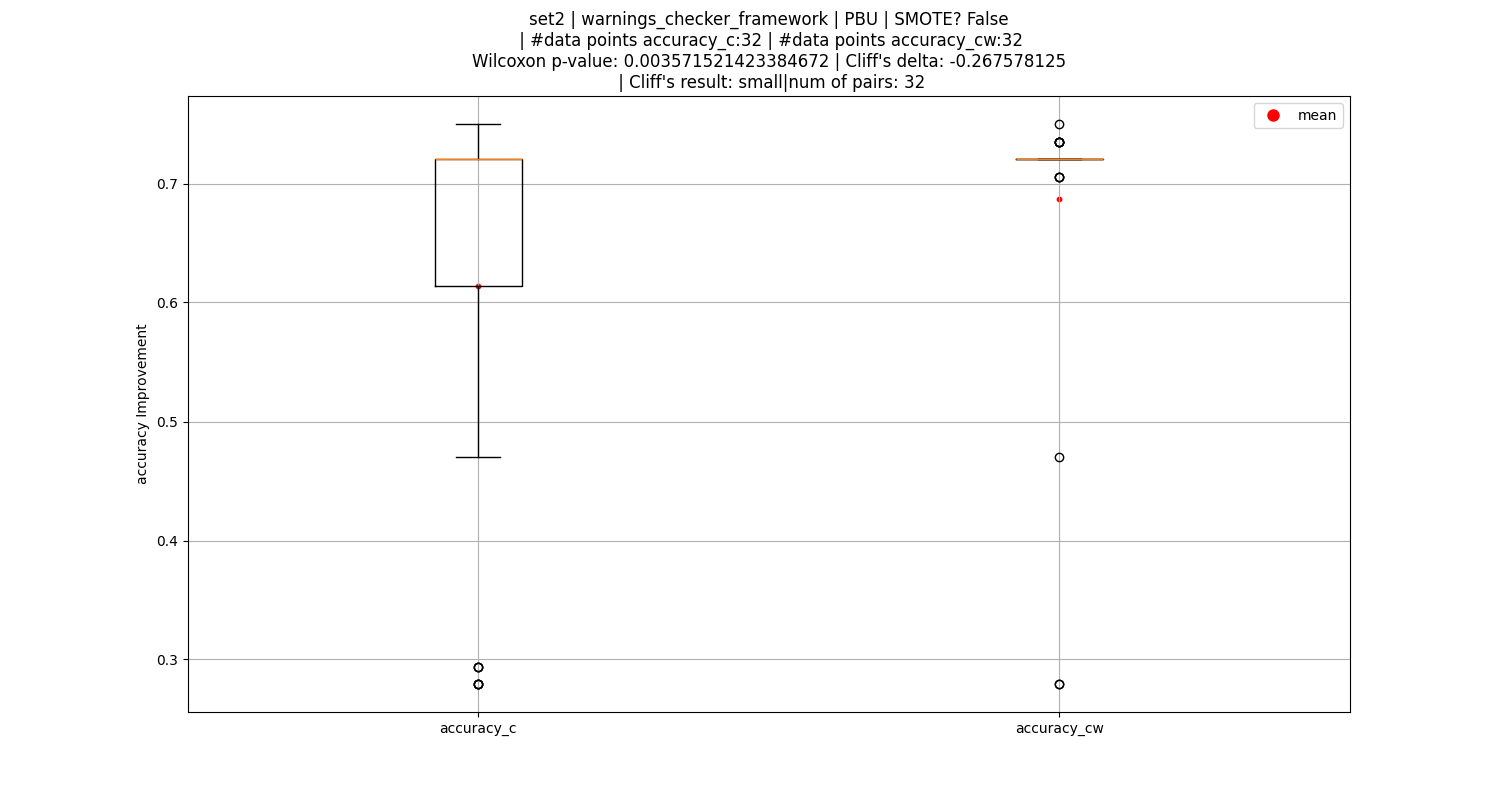 set2 | warnings_checker_framework | PBU | SMOTE? False
| #data points accuracy_c:32 | #data points accuracy_cw:32
Wilcoxon p-value: 0.003571521423384672 | Cliff's delta: -0.267578125
| Cliff's result: small|num of pairs: 32
mean
0.7
0.6
0.5
0.4
0.3
accuracy Improvement
accuracy_c
accuracy_cw